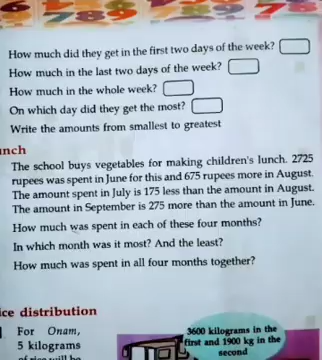 How much did they get in the first two days of the week?
How much in the last two days of the week?
How much in the whole week?
On which day did they get the most?
Write the amounts from smallest to greatest
unch
The school buys vegetables for making children's lunch. 2725
rupees was spent in June for this and 675 rupees more in August.
The amount spent in July is 175 less than the amount in August.
The amount in September is 275 more than the amount in June.
How much was spent in each of these four months?
In which month was it most? And the least?
How much was spent in all four months together?
ice distribution
For Onam,
5 kilograms
3600 kilograms in the
first and 1900 kg in the
second